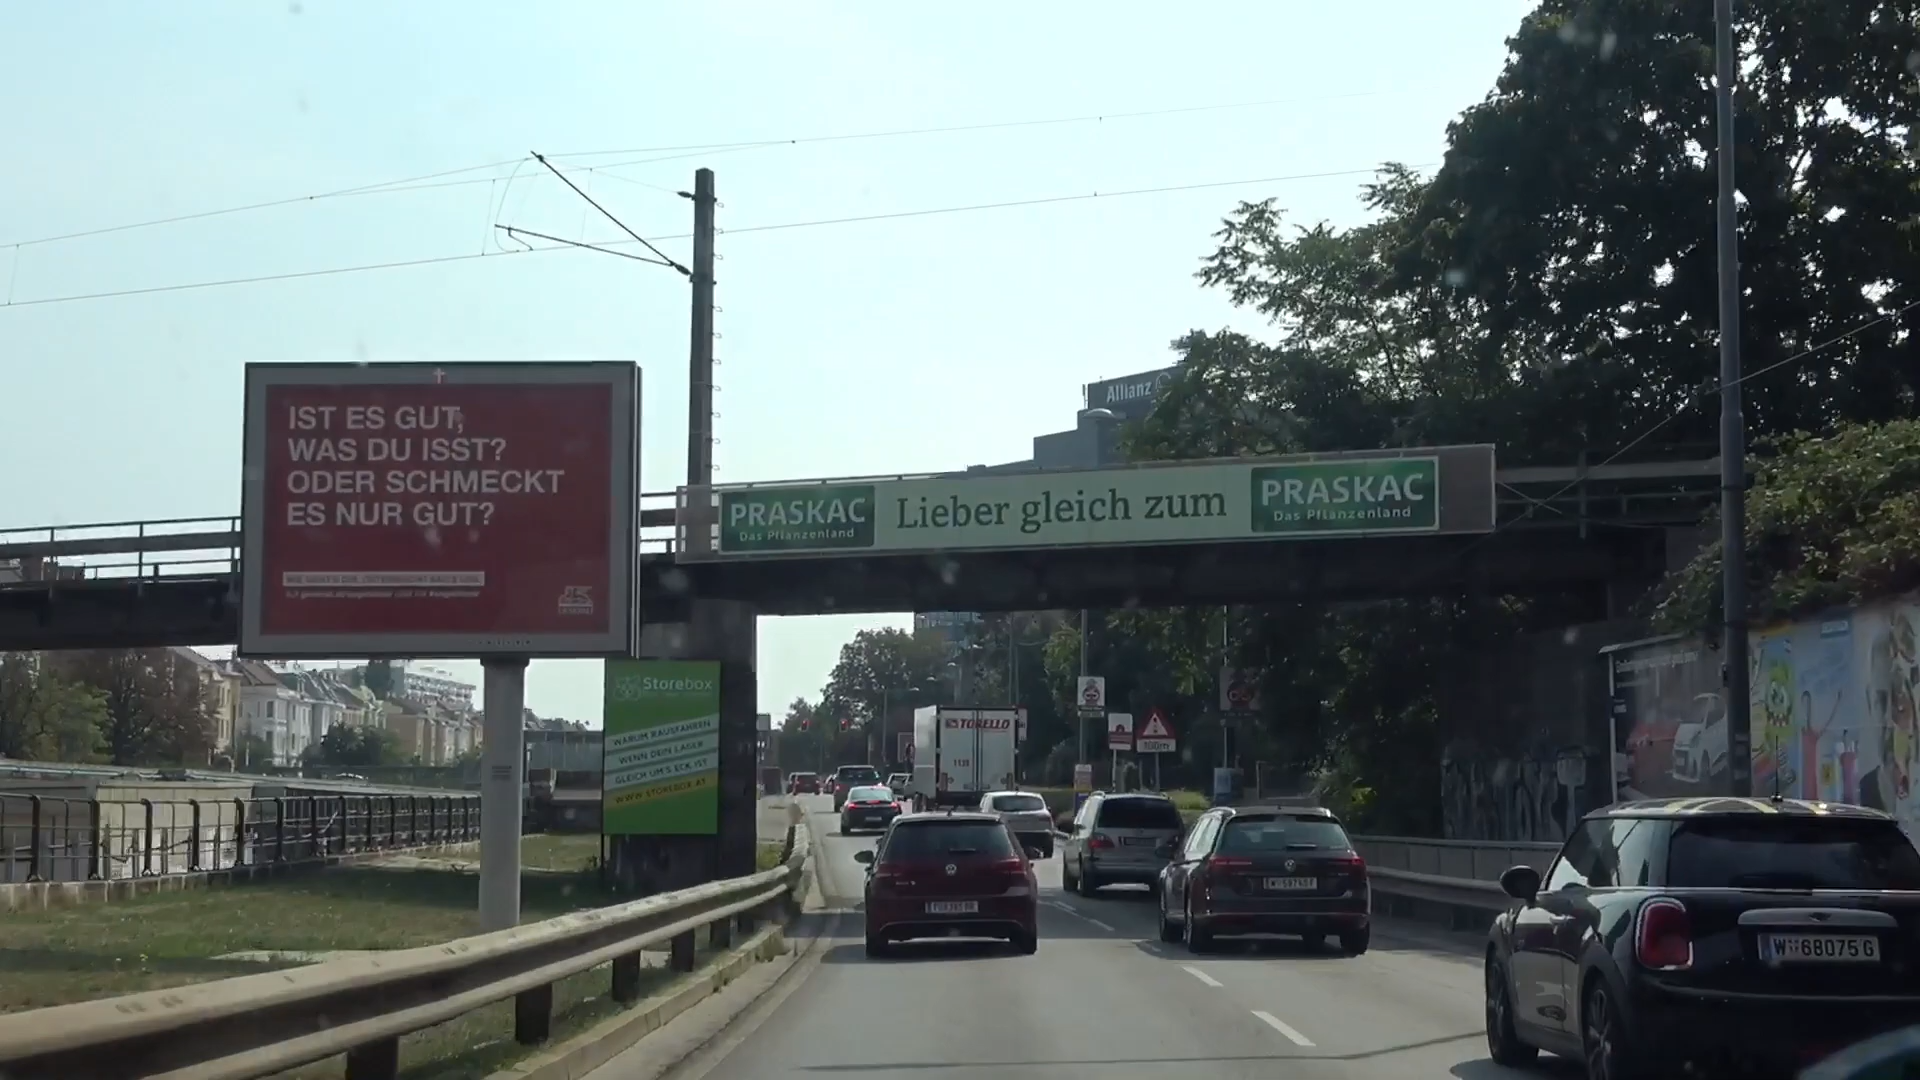 IST ES GUT,
WAS DU ISST?
ODER SCHMECKT
ES NUR GUT?
Allianz
PRASKAC
Das Pflanzenland
Lieber gleich zum
PRASKAC
Das Pflanzenland
Storebox
WARUM RAUSFAHREN
WENN DEIN LAGER
GLEICH UM'S ECK IST
WWW.STOREBOX.AT
TORELLO
100m
W 68075 G